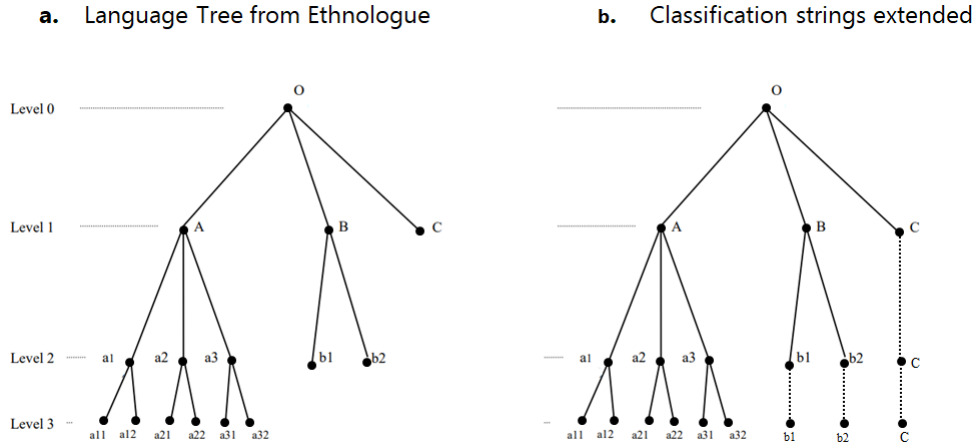 a. Language Tree from Ethnologue
b. Classification strings extended
O
O
Level 0
Level 1
A
B
C
A
B
C
Level 2
a1
a2
a3
b1
b2
a1
a2
a3
b1
b2
C
Level 3
a11
a12
a21
a22
a31
a32
a11
a12
a21
a22
a31
a32
b1
b2
C